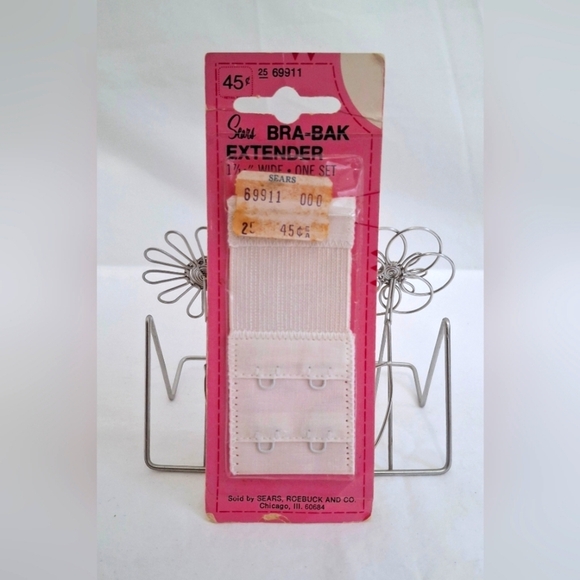 45¢
25 69911
Sears BRA-BAK
EXTENDER
WIDE • ONE SET
SEARS
69911 000
25 45¢
Sold by SEARS, ROEBUCK AND CO.
Chicago, Ill. 60684